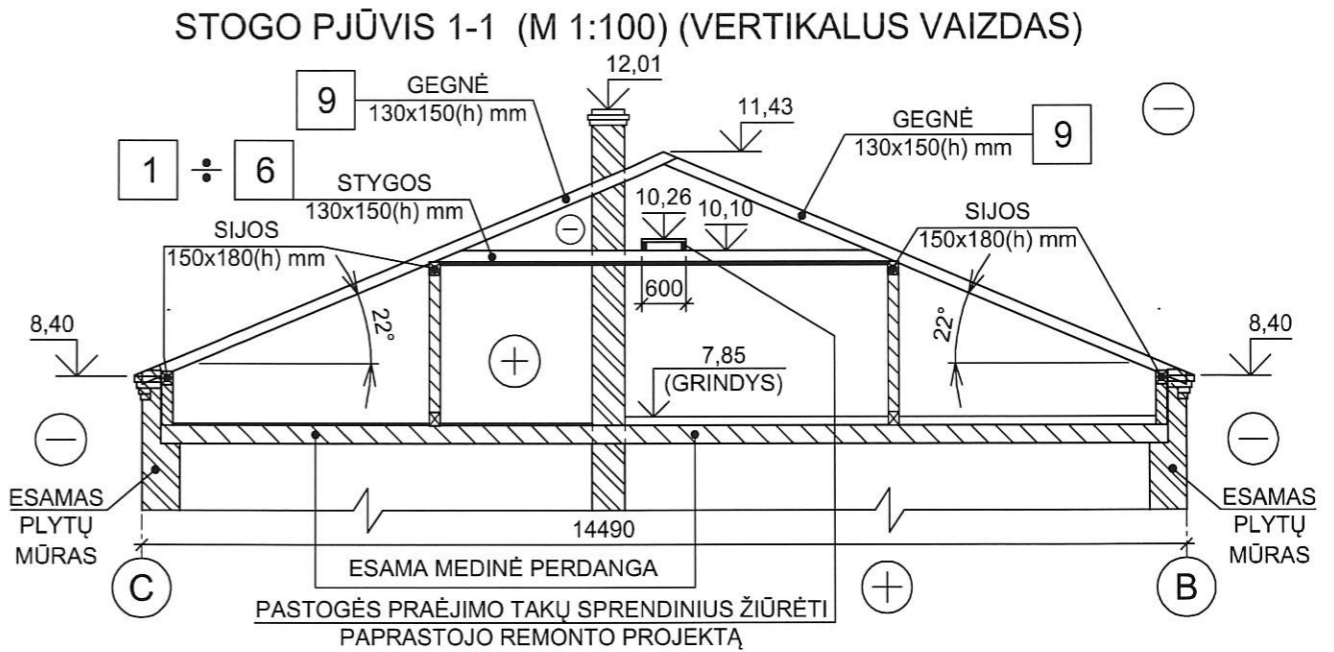 STOGO PJŪVIS 1-1 (M 1:100) (VERTIKALUS VAIZDAS)
12,01
9
GEGNĖ
130x150(h) mm
11,43
GEGNĖ
130x150(h) mm
9
1 ÷ 6
STYGOS
130x150(h) mm
10,26
10,10
SIJOS
150x180(h) mm
SIJOS
150x180(h) mm
600
8,40
22°
22°
8,40
7,85
(GRINDYS)
ESAMAS
PLYTŲ
MŪRAS
ESAMAS
PLYTŲ
MŪRAS
14490
C
ESAMA MEDINĖ PERDANGA
B
PASTOGĖS PRAĖJIMO TAKŲ SPRENDINIUS ŽIŪRĖTI
PAPRASTOJO REMONTO PROJEKTĄ